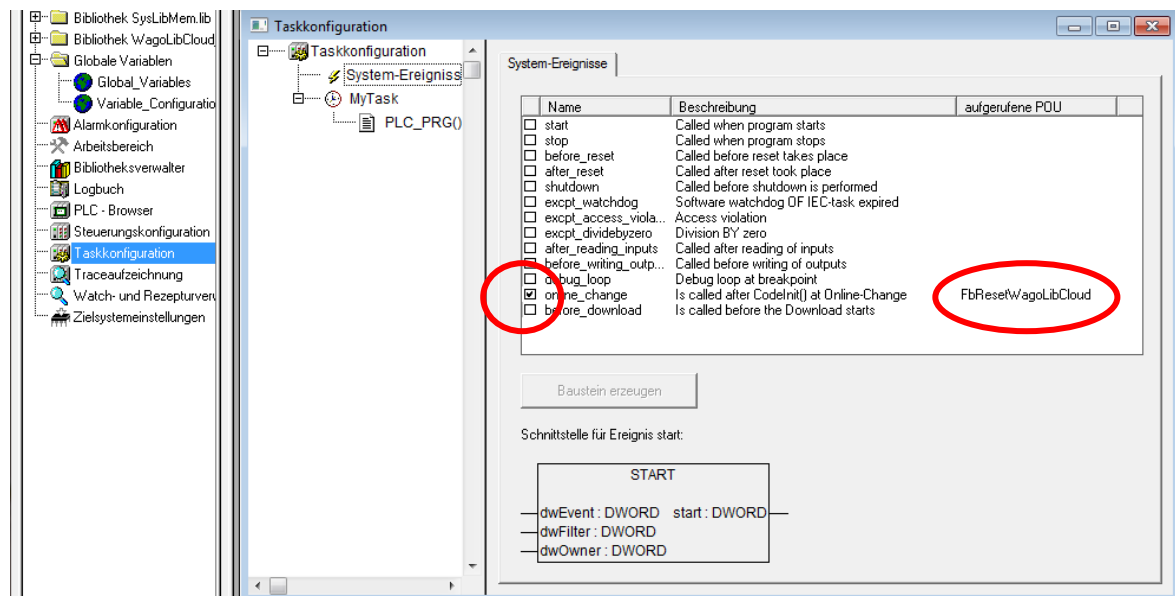 Bibliothek SysLibMem.lib
Bibliothek WagoLibCloud
Globale Variablen
Global_Variables
Variable_Configuratio
Alarmkonfiguration
Arbeitsbereich
Bibliotheksverwalter
Logbuch
PLC - Browser
Steuerungskonfiguration
Taskkonfiguration
Traceaufzeichnung
Watch- und Rezepturverw
Zielsystemeinstellungen
Taskkonfiguration
Taskkonfiguration
System-Ereigniss
MyTask
PLC_PRG()
System-Ereignisse
Name Beschreibung aufgerufene POU
start Called when program starts
stop Called when program stops
before_reset Called before reset takes place
after_reset Called after reset took place
shutdown Called before shutdown is performed
excpt_watchdog Software watchdog OF IEC-task expired
excpt_access_viola... Access violation
excpt_dividebyzero Division BY zero
after_reading_inputs Called after reading of inputs
before_writing_outp... Called before writing of outputs
debug_loop Debug loop at breakpoint
online_change Is called after CodeInit() at Online-Change FbResetWagoLibCloud
before_download Is called before the Download starts
Baustein erzeugen
Schnittstelle für Ereignis start:
START
dwEvent : DWORD start : DWORD
dwFilter : DWORD
dwOwner : DWORD